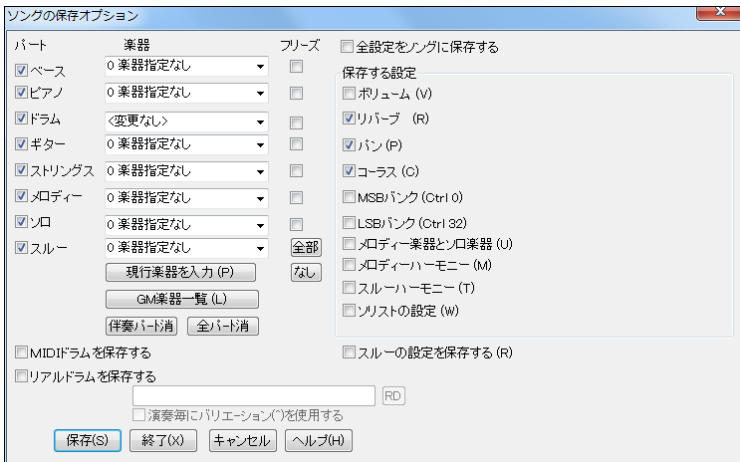 ソングの保存オプション
パート 楽器 フリーズ
ベース 0 楽器指定なし
ピアノ 0 楽器指定なし
ドラム <変更なし>
ギター 0 楽器指定なし
ストリングス 0 楽器指定なし
メロディー 0 楽器指定なし
ソロ 0 楽器指定なし
スルー 0 楽器指定なし 全部
現行楽器を入力 (P) なし
GM楽器一覧 (L)
伴奏パート消 全パート消
MIDIドラムを保存する
リアルドラムを保存する
RD
演奏毎にバリエーション(^)を使用する
全設定をソングに保存する
保存する設定
ボリューム (V)
リバーブ (R)
パン (P)
コーラス (C)
MSBバンク (Ctrl 0)
LSBバンク (Ctrl 32)
メロディー楽器とソロ楽器 (U)
メロディーハーモニー (M)
スルーハーモニー (T)
ソリストの設定 (W)
スルーの設定を保存する (R)
保存(S) 終了(X) キャンセル ヘルプ(H)